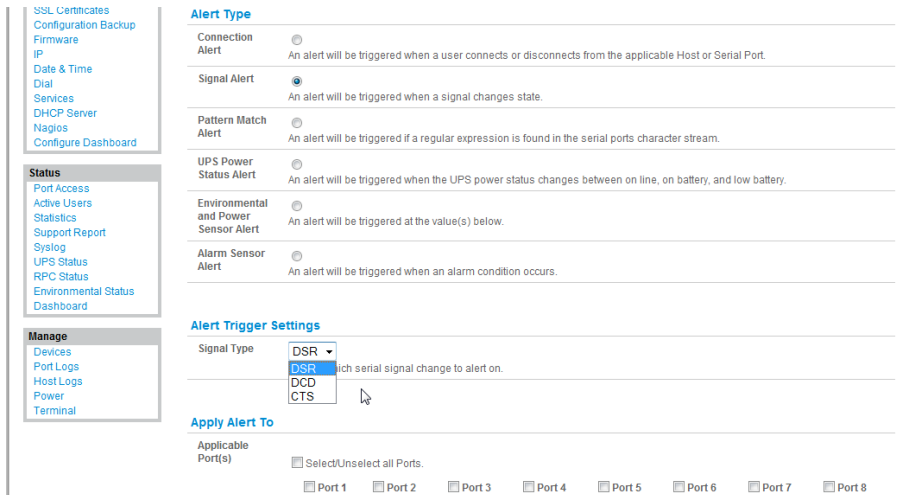 SSL Certificates
Configuration Backup
Firmware
IP
Date & Time
Dial
Services
DHCP Server
Nagios
Configure Dashboard
Status
Port Access
Active Users
Statistics
Support Report
Syslog
UPS Status
RPC Status
Environmental Status
Dashboard
Manage
Devices
Port Logs
Host Logs
Power
Terminal
Alert Type
Connection
Alert
An alert will be triggered when a user connects or disconnects from the applicable Host or Serial Port.
Signal Alert
An alert will be triggered when a signal changes state.
Pattern Match
Alert
An alert will be triggered if a regular expression is found in the serial ports character stream.
UPS Power
Status Alert
An alert will be triggered when the UPS power status changes between on line, on battery, and low battery.
Environmental
and Power
Sensor Alert
An alert will be triggered at the value(s) below.
Alarm Sensor
Alert
An alert will be triggered when an alarm condition occurs.
Alert Trigger Settings
Signal Type
DSR
DSR
DCD
CTS
serial signal change to alert on.
Apply Alert To
Applicable
Port(s)
Select/Unselect all Ports.
Port 1 Port 2 Port 3 Port 4 Port 5 Port 6 Port 7 Port 8